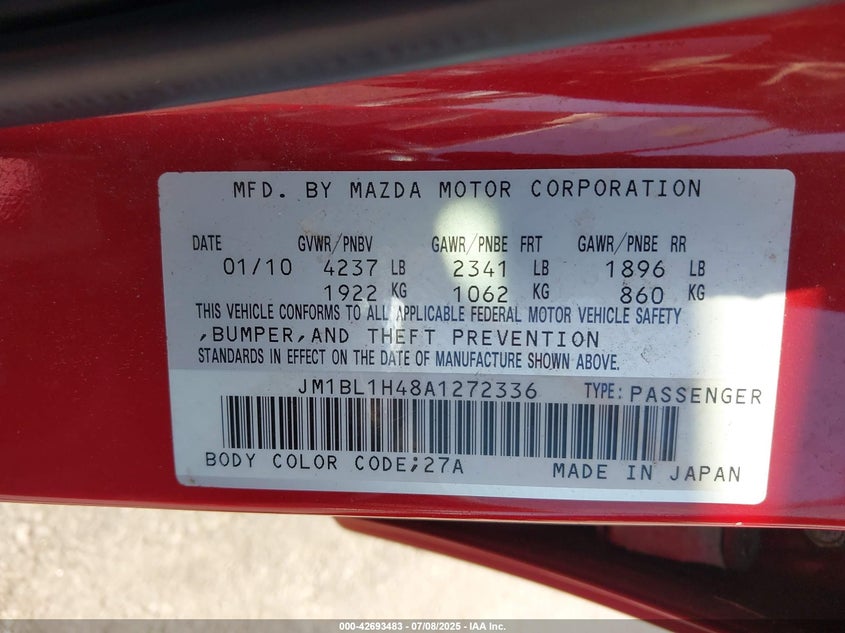 MFD. BY MAZDA MOTOR CORPORATION
DATE GVWR/PNBV GAWR/PNBE FRT GAWR/PNBE RR
01/10 4237 LB 2341 LB 1896 LB
1922 KG 1062 KG 860 KG
THIS VEHICLE CONFORMS TO ALL APPLICABLE FEDERAL MOTOR VEHICLE SAFETY
,BUMPER,AND THEFT PREVENTION
STANDARDS IN EFFECT ON THE DATE OF MANUFACTURE SHOWN ABOVE.
JM1BL1H48A1272336 TYPE: PASSENGER
BODY COLOR CODE;27A MADE IN JAPAN
000-42693483 - 07/08/2025 - IAA Inc.